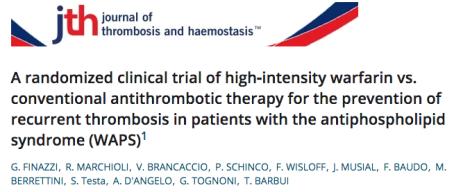 jth journal of
thrombosis and haemostasis™
A randomized clinical trial of high-intensity warfarin vs.
conventional antithrombotic therapy for the prevention of
recurrent thrombosis in patients with the antiphospholipid
syndrome (WAPS)¹
G. FINAZZI, R. MARCHIOLI, V. BRANCACCIO, P. SCHINCO, F. WISLOFF, J. MUSIAL, F. BAUDO, M.
BERRETTINI, S. Testa, A. D'ANGELO, G. TOGNONI, T. BARBUI